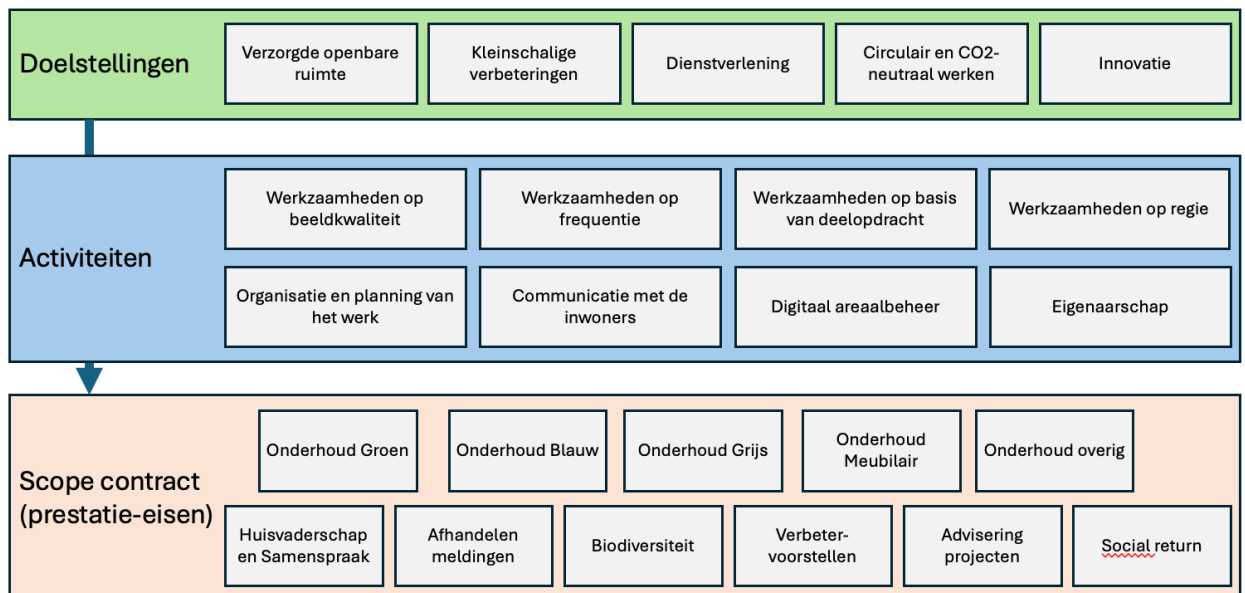 Doelstellingen
Verzorgde openbare
ruimte
Kleinschalige
verbeteringen
Dienstverlening
Circulair en CO2-
neutraal werken
Innovatie
Activiteiten
Werkzaamheden op
beeldkwaliteit
Werkzaamheden op
frequentie
Werkzaamheden op basis
van deelopdracht
Werkzaamheden op regie
Organisatie en planning van
het werk
Communicatie met de
inwoners
Digitaal areaalbeheer
Eigenaarschap
Scope contract
(prestatie-eisen)
Onderhoud Groen
Onderhoud Blauw
Onderhoud Grijs
Onderhoud
Meubilair
Onderhoud overig
Huisvaderschap
en Samenspraak
Afhandelen
meldingen
Biodiversiteit
Verbeter-
voorstellen
Advisering
projecten
Social return